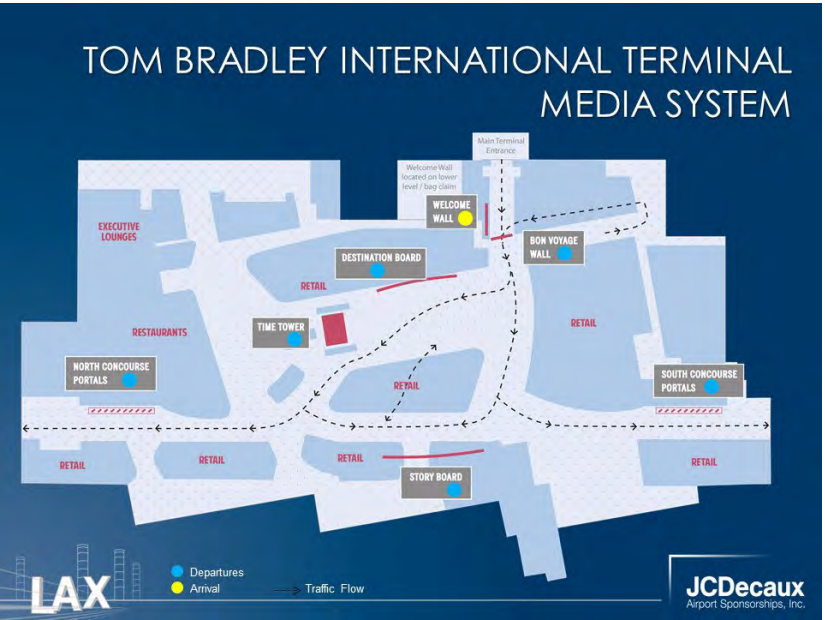 TOM BRADLEY INTERNATIONAL TERMINAL
MEDIA SYSTEM
Main Terminal
Entrance
Welcome Wall
located on lower
level / bag claim
WELCOME
WALL
EXECUTIVE
LOUNGES
BON VOYAGE
WALL
DESTINATION BOARD
RETAIL
RETAIL
TIME TOWER
RESTAURANTS
NORTH CONCOURSE
PORTALS
SOUTH CONCOURSE
PORTALS
RETAIL
RETAIL
RETAIL
RETAIL
RETAIL
STORY BOARD
Departures
Arrival
Traffic Flow
LAX
JCDecaux
Airport Sponsorships, Inc.